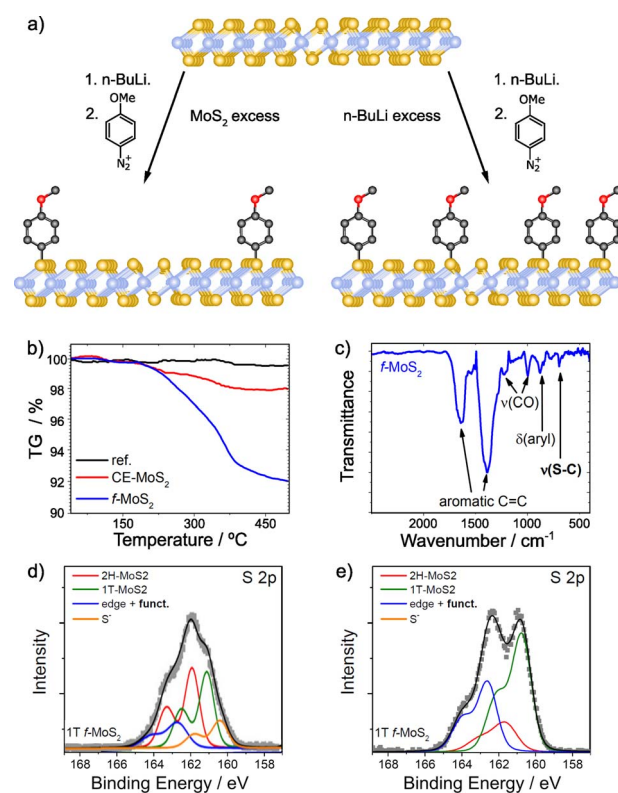 a)
1. n-BuLi.
2.
OMe
N2+
MoS2 excess
n-BuLi excess
1. n-BuLi.
2.
OMe
N2+
b)
100
98
96
94
92
90
TG / %
ref.
CE-MoS2
f-MoS2
150
300
450
Temperature / ºC
c)
f-MoS2
Transmittance
ν(CO)
δ(aryl)
ν(S-C)
aromatic C=C
2000
1500
1000
500
Wavenumber / cm-1
d)
2H-MoS2
1T-MoS2
edge + funct.
S-
S 2p
Intensity
1T f-MoS2
168
166
164
162
160
158
Binding Energy / eV
e)
2H-MoS2
1T-MoS2
edge + funct.
S 2p
Intensity
1T f-MoS2
168
166
164
162
160
158
Binding Energy / eV